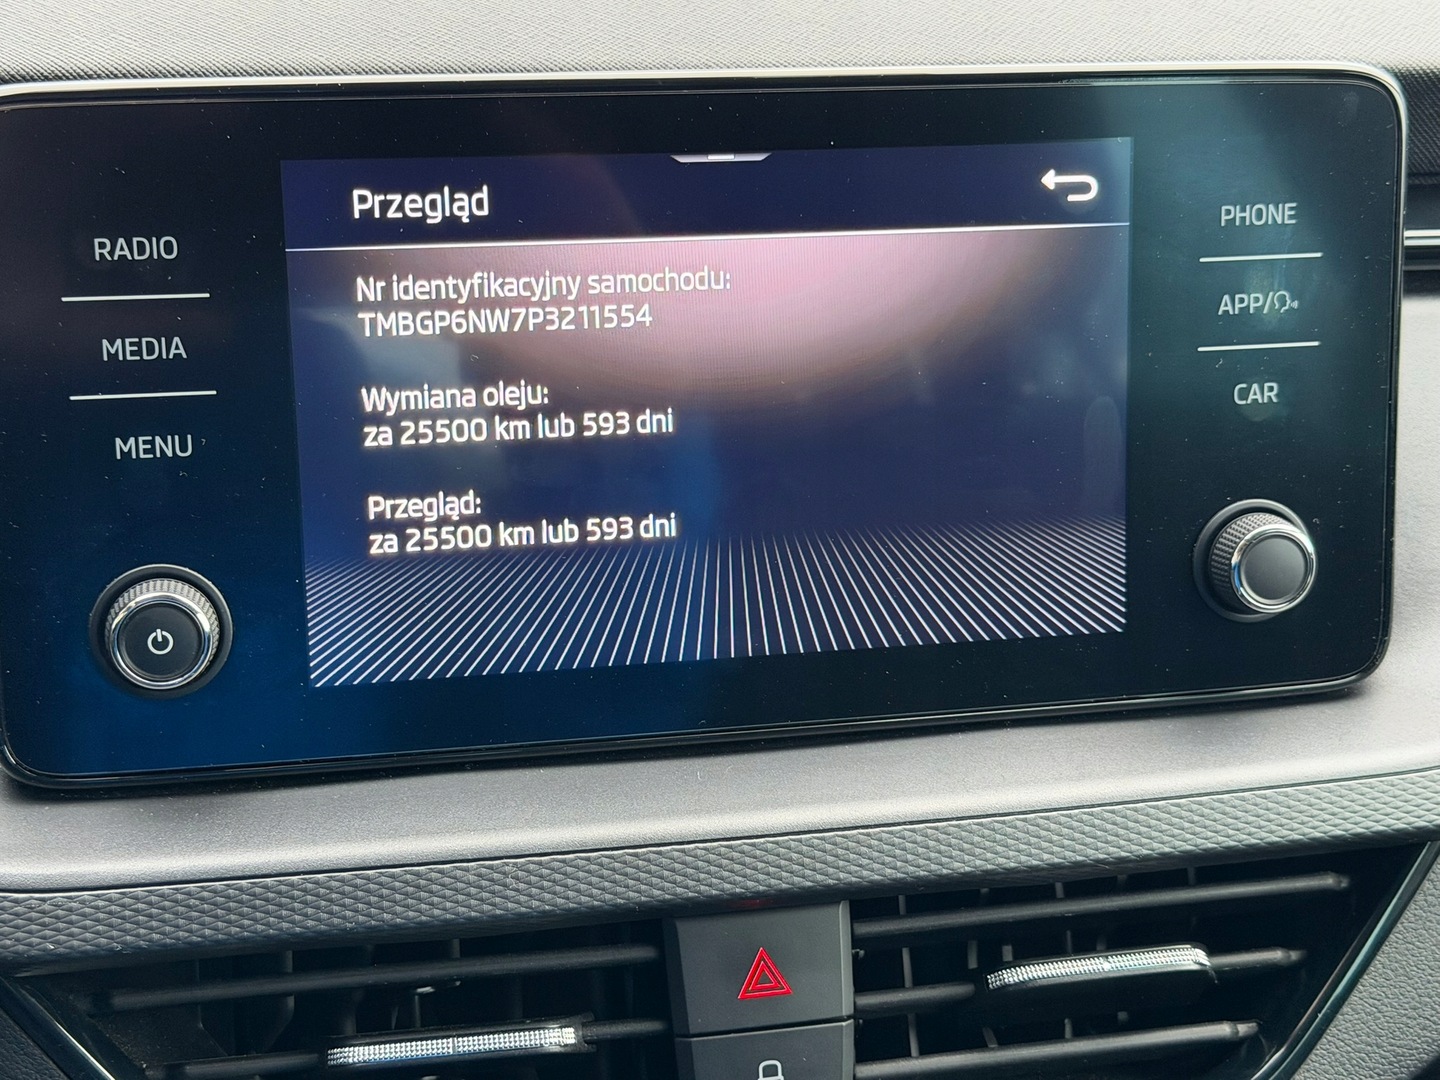 Przegląd
Nr identyfikacyjny samochodu:
TMBGP6NW7P3211554
Wymiana oleju:
za 25500 km lub 593 dni
Przegląd:
za 25500 km lub 593 dni
RADIO
MEDIA
MENU
PHONE
APP/
CAR